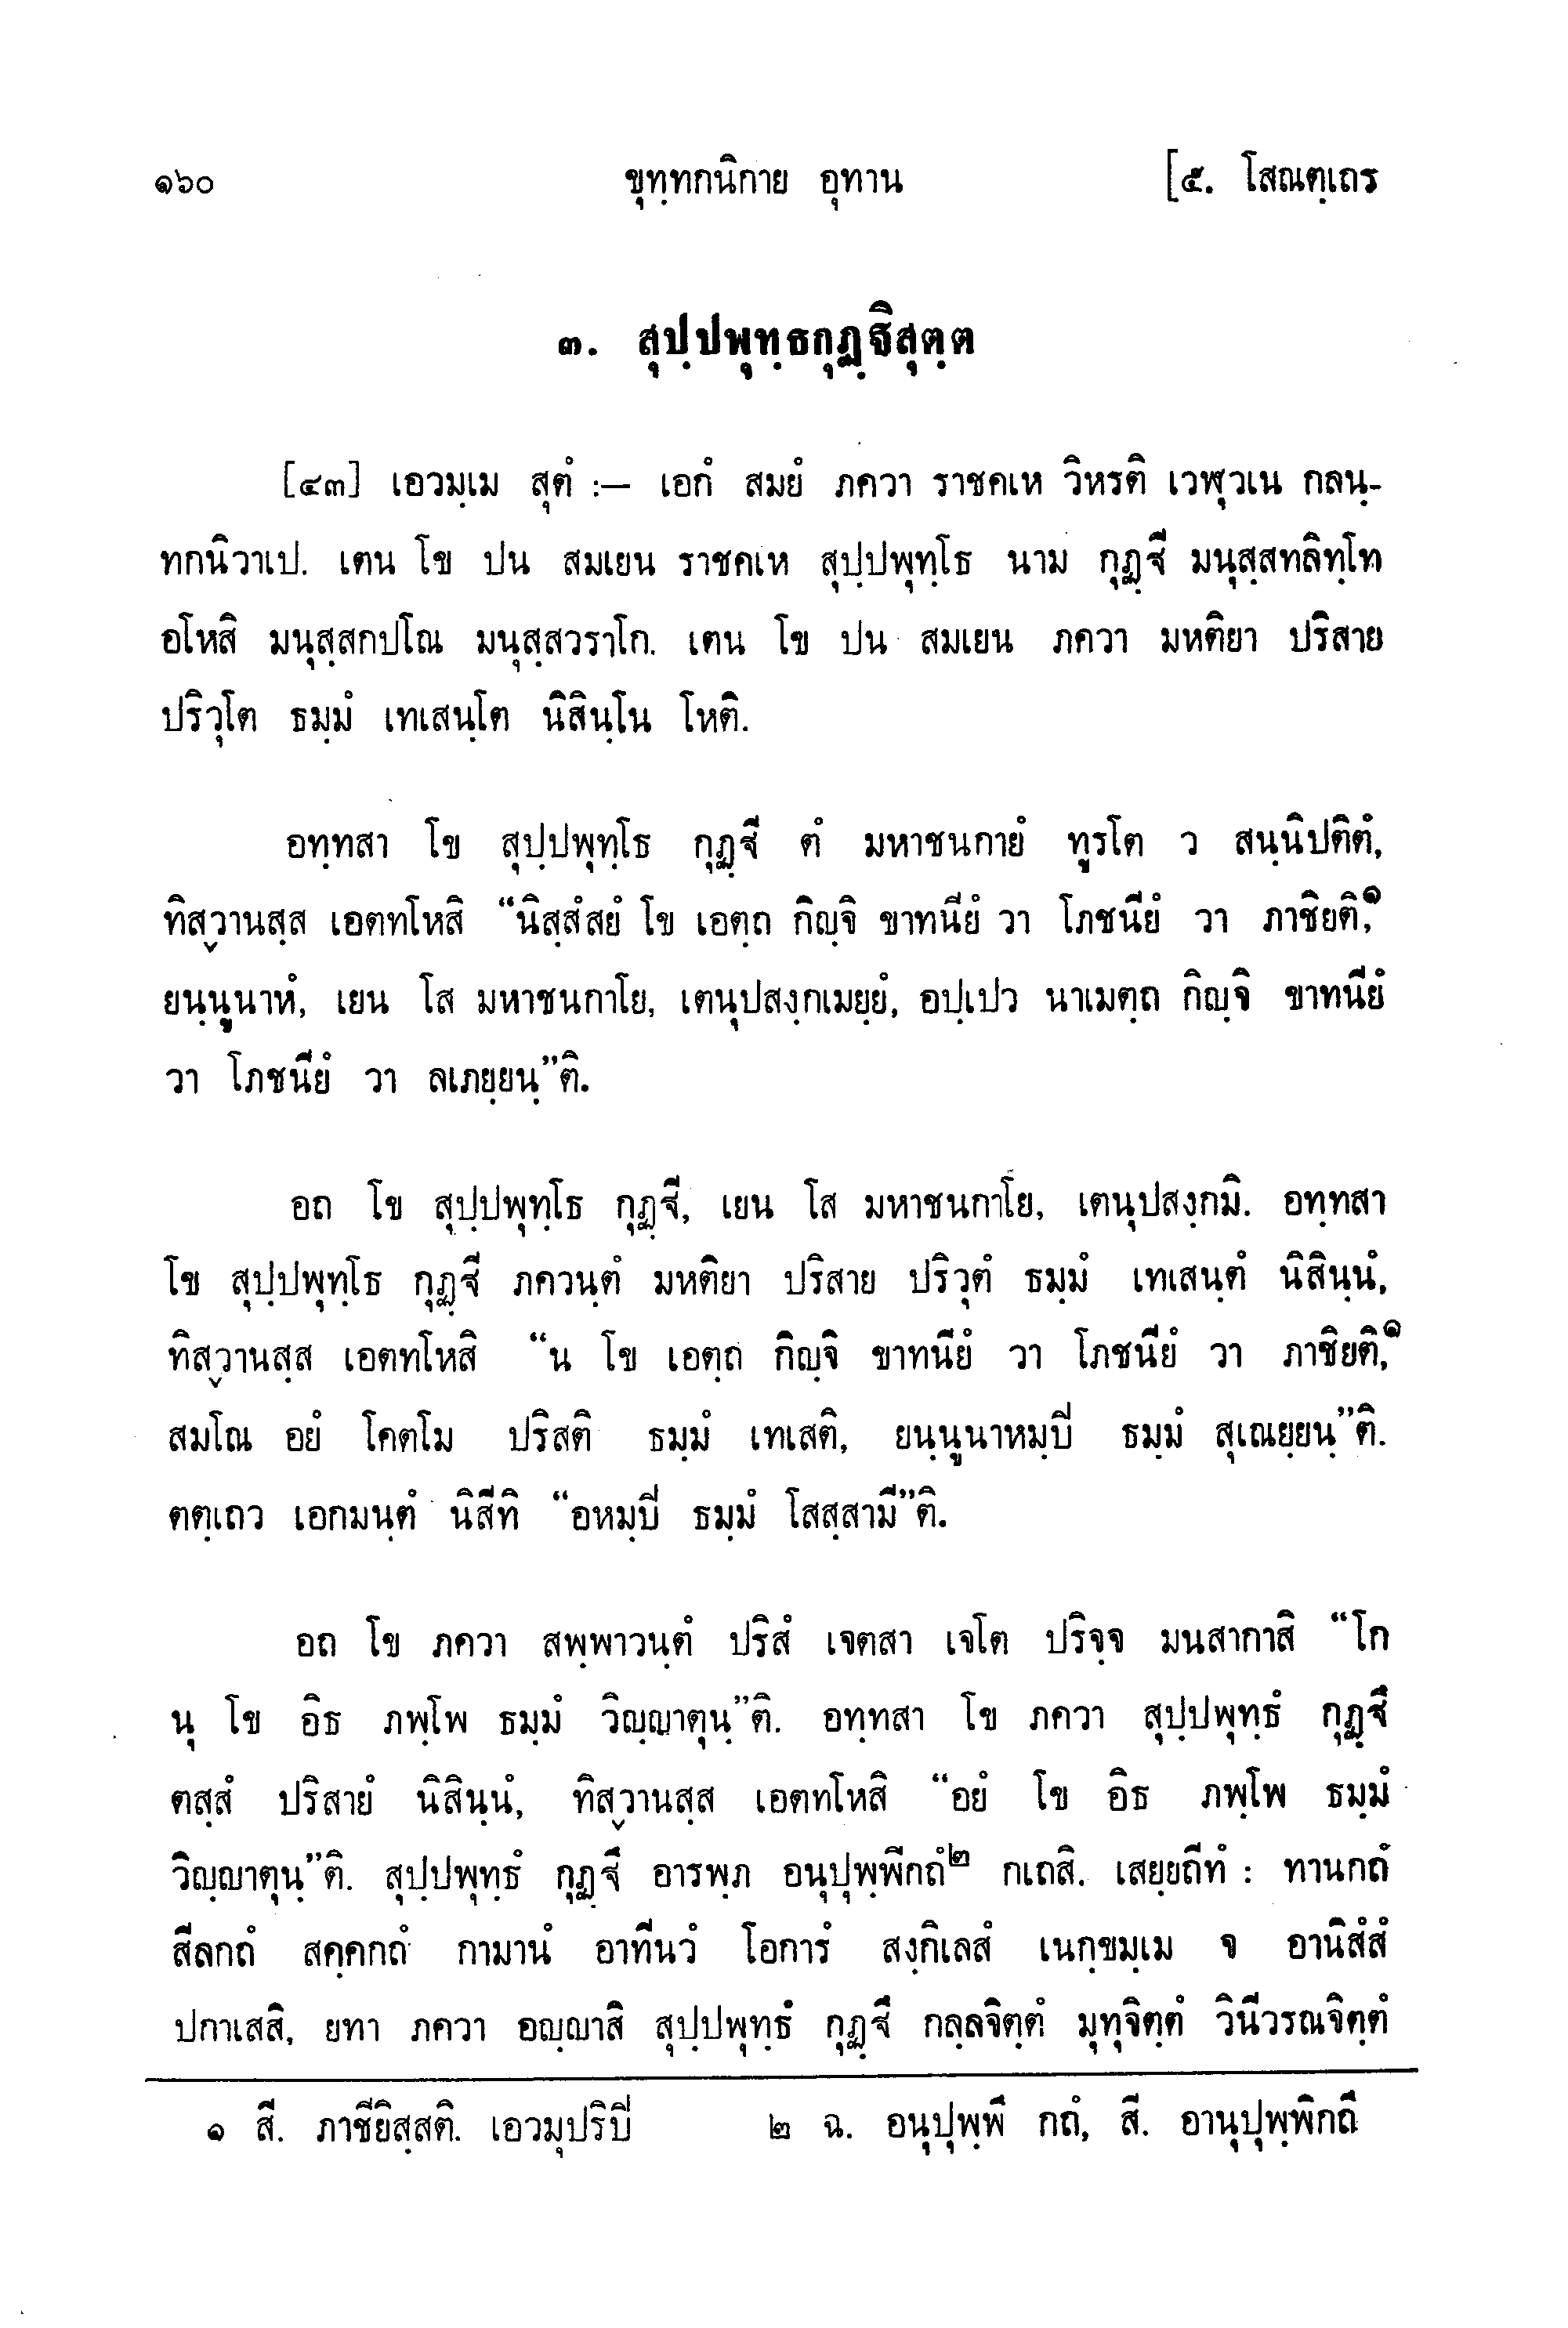 ๑๖๐ ขุทฺทกนิกาย อุทาน [๕. โสณตฺเถร
๓. สุปฺปพุทฺธกุฏฺฐิสุตฺต
[๔๓] เอวมฺเม สุตํ :— เอกํ สมยํ ภควา ราชคเห วิหรติ เวฬุวเน กลนฺ-
ทกนิวาเป. เตน โข ปน สมเยน ราชคเห สุปฺปพุทฺโธ นาม กุฏฺฐี มนุสฺสทลิทฺโท
อโหสิ มนุสฺสกปโณ มนุสฺสวราโก. เตน โข ปน สมเยน ภควา มหติยา ปริสาย
ปริวุโต ธมฺมํ เทเสนฺโต นิสินฺโน โหติ.
อทฺทสา โข สุปฺปพุทฺโธ กุฏฺฐี ตํ มหาชนกายํ ทูรโต ว สนฺนิปติตํ,
ทิสฺวานสฺส เอตทโหสิ “นิสฺสํสยํ โข เอตฺถ กิญฺจิ ขาทนียํ วา โภชนียํ วา ภาชิยติ,๑
ยนฺนูนาหํ, เยน โส มหาชนกาโย, เตนุปสงฺกเมยฺยํ, อปฺเปว นาเมตฺถ กิญฺจิ ขาทนียํ
วา โภชนียํ วา ลเภยฺยนฺ”ติ.
อถ โข สุปฺปพุทฺโธ กุฏฺฐี, เยน โส มหาชนกาโย, เตนุปสงฺกมิ. อทฺทสา
โข สุปฺปพุทฺโธ กุฏฺฐี ภควนฺตํ มหติยา ปริสาย ปริวุตํ ธมฺมํ เทเสนฺตํ นิสินฺนํ,
ทิสฺวานสฺส เอตทโหสิ “น โข เอตฺถ กิญฺจิ ขาทนียํ วา โภชนียํ วา ภาชิยติ,๑
สมโณ อยํ โคตโม ปริสติ ธมฺมํ เทเสติ, ยนฺนูนาหมฺปิ ธมฺมํ สุเณยฺยนฺ”ติ.
ตตฺเถว เอกมนฺตํ นิสีทิ “อหมฺปิ ธมฺมํ โสสฺสามี”ติ.
อถ โข ภควา สพฺพาวนฺตํ ปริสํ เจตสา เจโต ปริจฺจ มนสากาสิ “โก
นุ โข อิธ ภพฺโพ ธมฺมํ วิญฺญาตุนฺ”ติ. อทฺทสา โข ภควา สุปฺปพุทฺธํ กุฏฺฐึ
ตสฺสํ ปริสายํ นิสินฺนํ, ทิสฺวานสฺส เอตทโหสิ “อยํ โข อิธ ภพฺโพ ธมฺมํ
วิญฺญาตุนฺ”ติ. สุปฺปพุทฺธํ กุฏฺฐึ อารพฺภ อนุปุพฺพีกถํ๒ กเถสิ. เสยฺยถีทํ : ทานกถํ
สีลกถํ สคฺคกถํ กามานํ อาทีนวํ โอการํ สงฺกิเลสํ เนกฺขมฺเม จ อานิสํสํ
ปกาเสสิ, ยทา ภควา อญฺญาสิ สุปฺปพุทฺธํ กุฏฺฐึ กลฺลจิตฺตํ มุทุจิตฺตํ วินีวรณจิตฺตํ
๑ สี. ภาชียิสฺสติ. เอวมุปริปิ ๒ ฉ. อนุปุพฺพึ กถํ, สี. อานุปุพฺพิกถึ